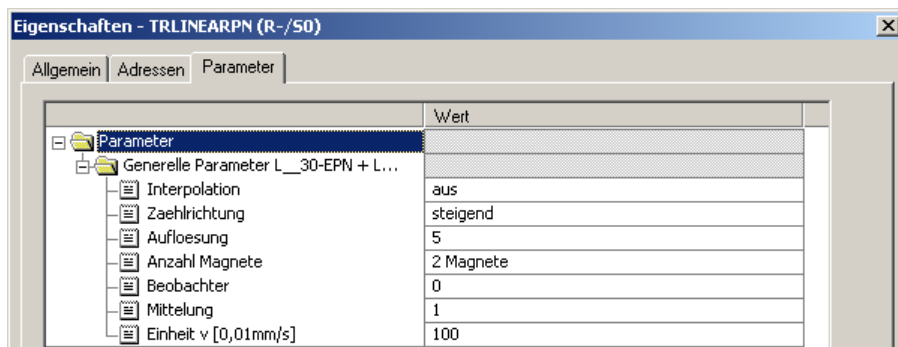 Eigenschaften - TRLINEARPN (R-/S0)
Allgemein Adressen Parameter
Wert
Parameter
Generelle Parameter L__30-EPN + L...
Interpolation aus
Zaehlrichtung steigend
Aufloesung 5
Anzahl Magnete 2 Magnete
Beobachter 0
Mittelung 1
Einheit v [0,01mm/s] 100